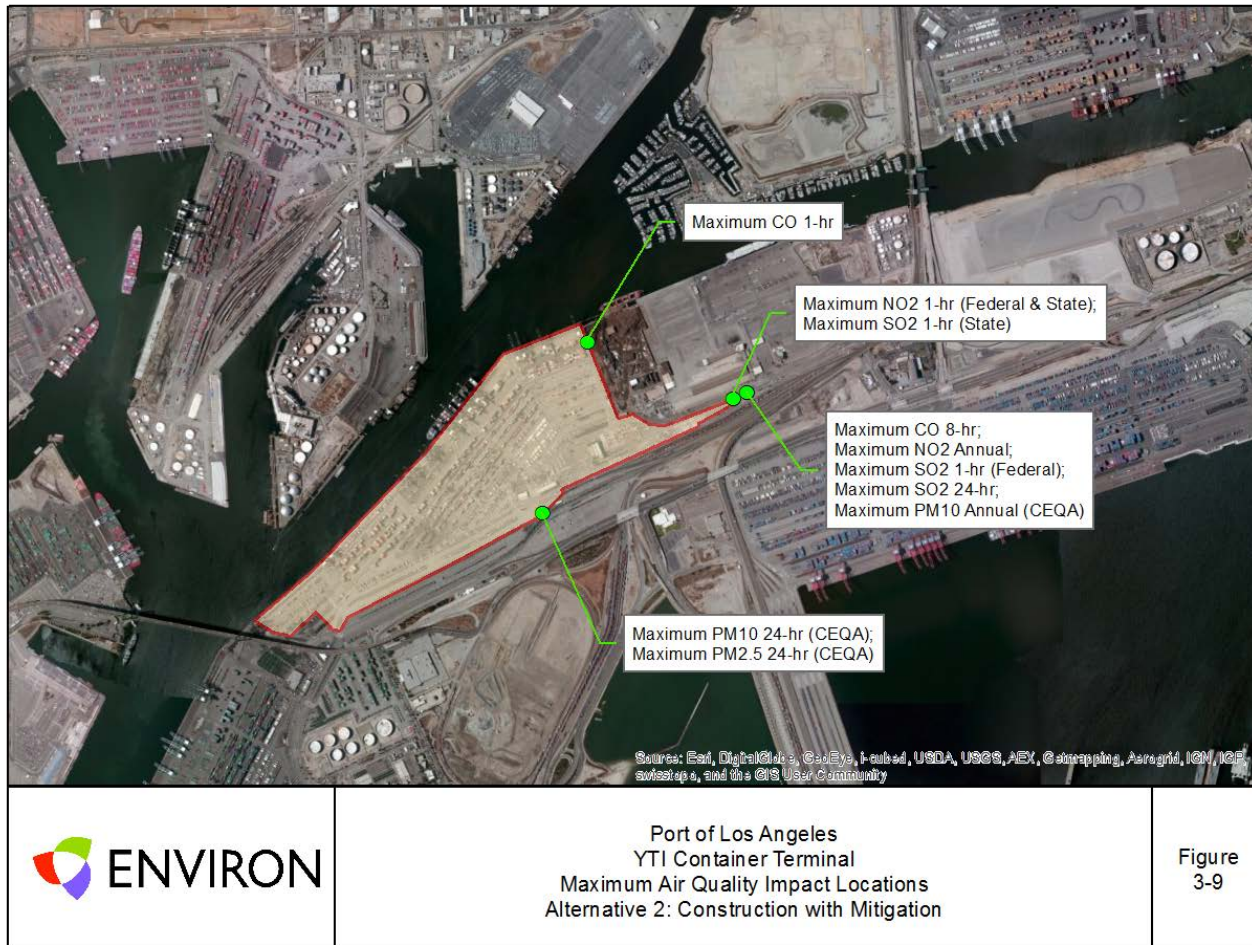 Maximum CO 1-hr
Maximum NO2 1-hr (Federal & State);
Maximum SO2 1-hr (State)
Maximum CO 8-hr;
Maximum NO2 Annual;
Maximum SO2 1-hr (Federal);
Maximum SO2 24-hr;
Maximum PM10 Annual (CEQA)
Maximum PM10 24-hr (CEQA);
Maximum PM2.5 24-hr (CEQA)
Source: Esri, DigitalGlobe, GeoEye, i-cubed, USDA, USGS, AEX, Getmapping, Aerogrid, IGN, IGP,
swisstopo, and the GIS User Community
ENVIRON
Port of Los Angeles
YTI Container Terminal
Maximum Air Quality Impact Locations
Alternative 2: Construction with Mitigation
Figure
3-9